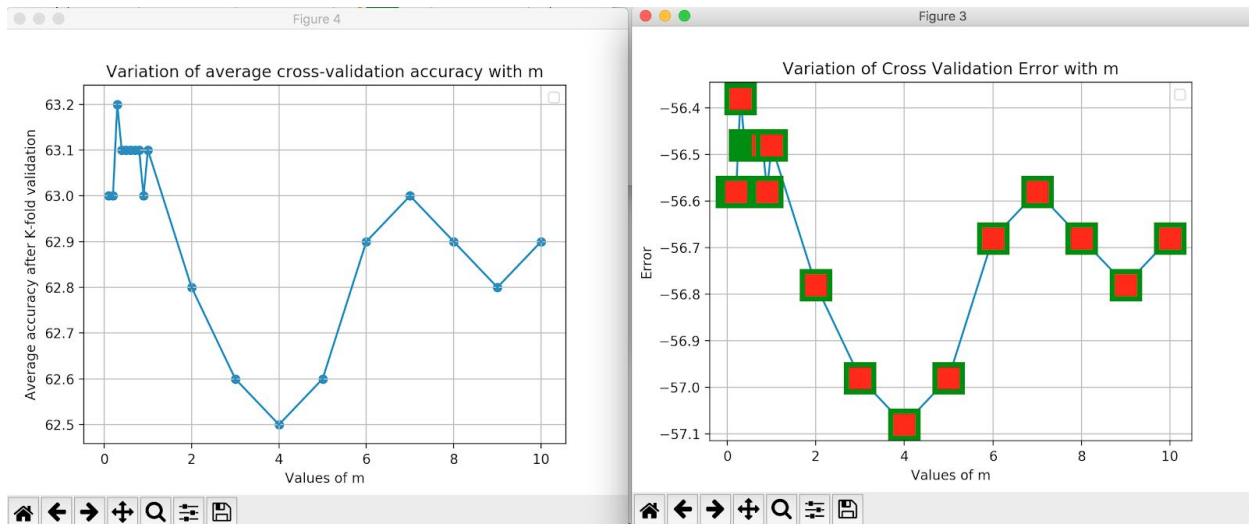 Figure 4
Variation of average cross-validation accuracy with m
Average accuracy after K-fold validation
63.2
63.1
63.0
62.9
62.8
62.7
62.6
62.5
0 2 4 6 8 10
Values of m
Figure 3
Variation of Cross Validation Error with m
Error
−56.4
−56.5
−56.6
−56.7
−56.8
−56.9
−57.0
−57.1
0 2 4 6 8 10
Values of m